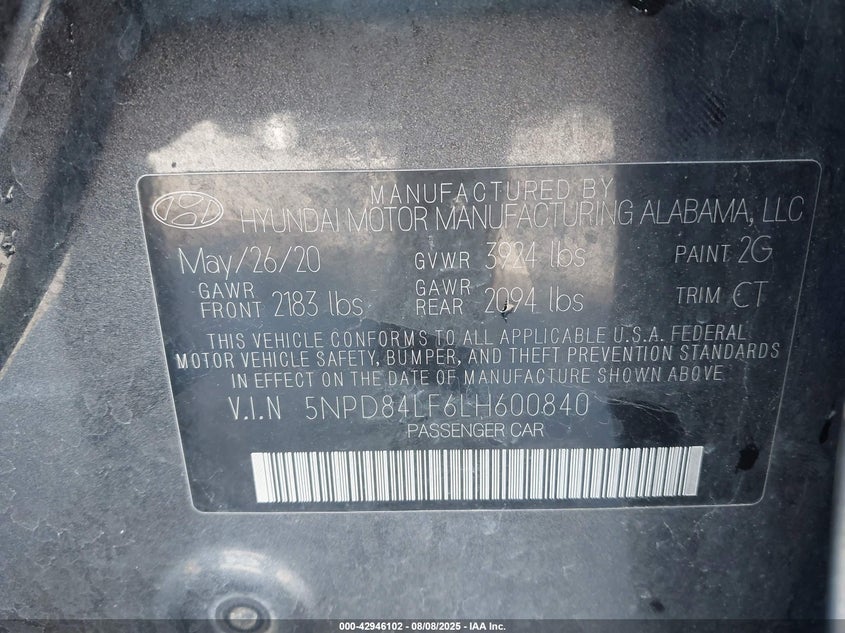 MANUFACTURED BY
HYUNDAI MOTOR MANUFACTURING ALABAMA, LLC
May/26/20 GVWR 3924 lbs PAINT 2G
GAWR FRONT 2183 lbs GAWR REAR 2094 lbs TRIM CT
THIS VEHICLE CONFORMS TO ALL APPLICABLE U.S.A. FEDERAL
MOTOR VEHICLE SAFETY, BUMPER, AND THEFT PREVENTION STANDARDS
IN EFFECT ON THE DATE OF MANUFACTURE SHOWN ABOVE
V.I.N 5NPD84LF6LH600840
PASSENGER CAR
000-42946102 - 08/08/2025 - IAA Inc.